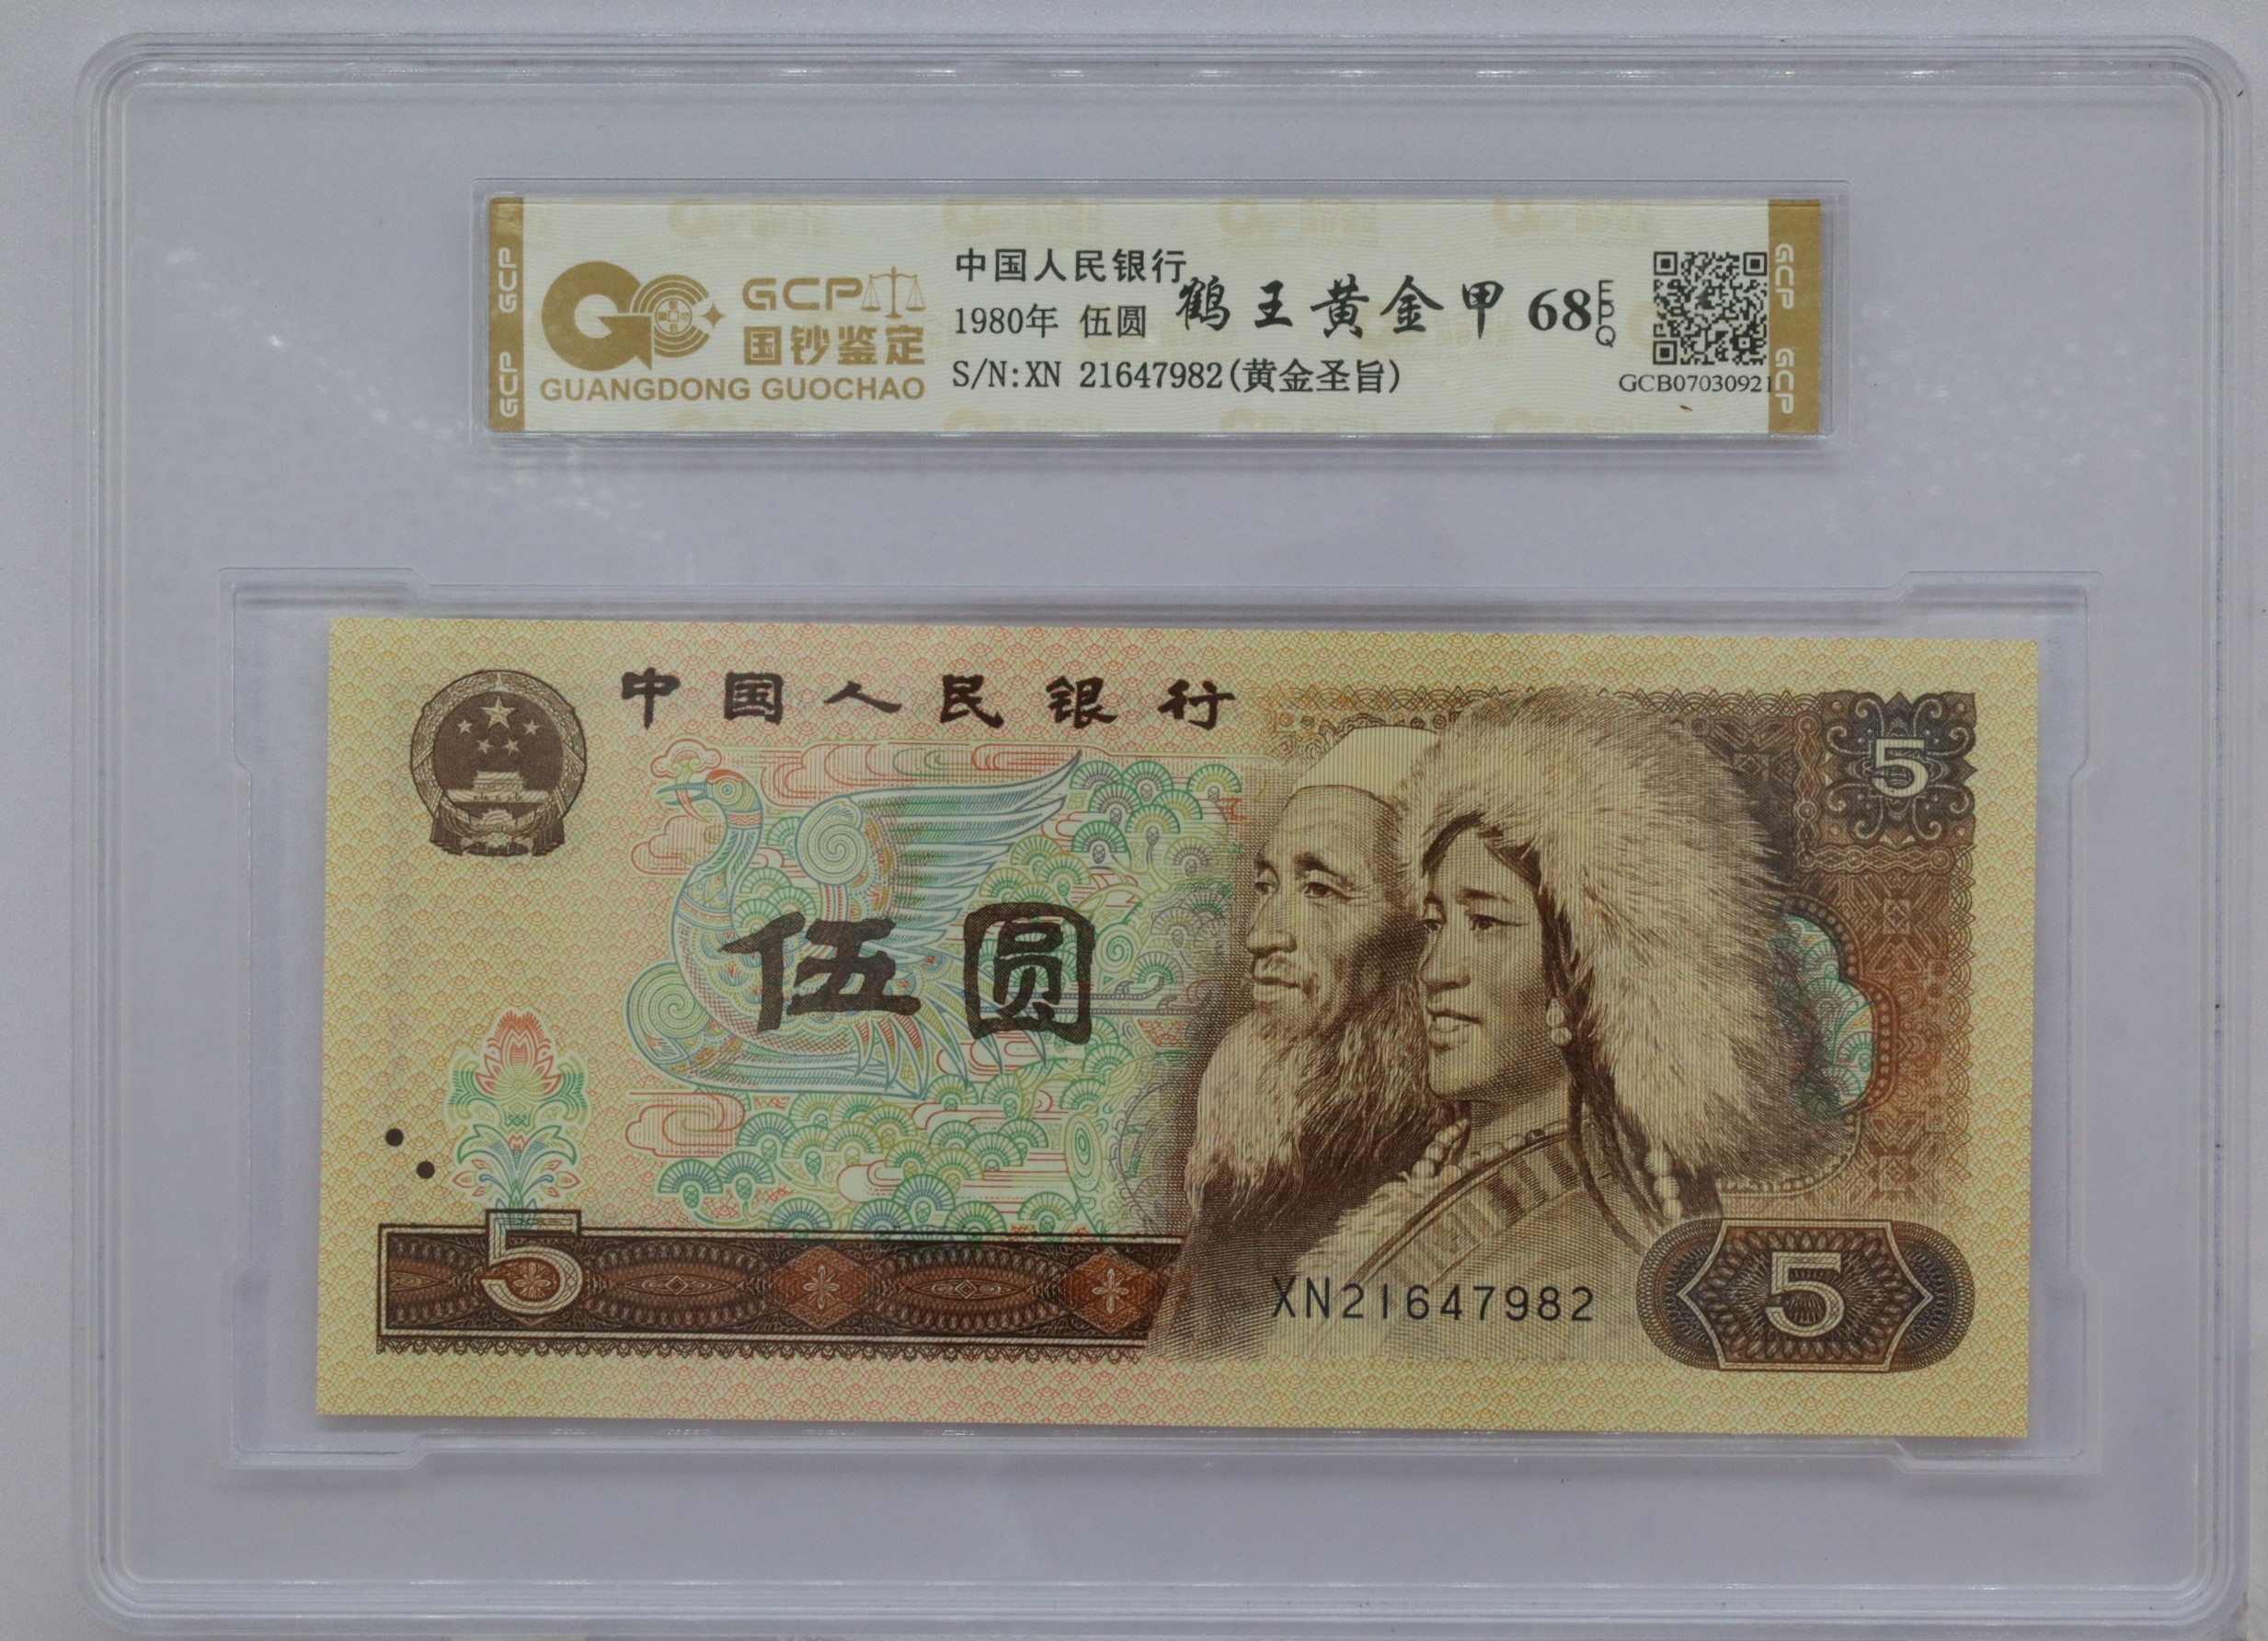 GCP
GCP
GCP
国钞鉴定
GUANGDONG GUOCHAO
中国人民银行
1980年 伍圆
鹤王黄金甲 68
EPQ
S/N:XN 21647982(黄金圣旨)
GCB07030921
GCP
GCP
中国人民银行
5
伍圆
5
XN21647982
5